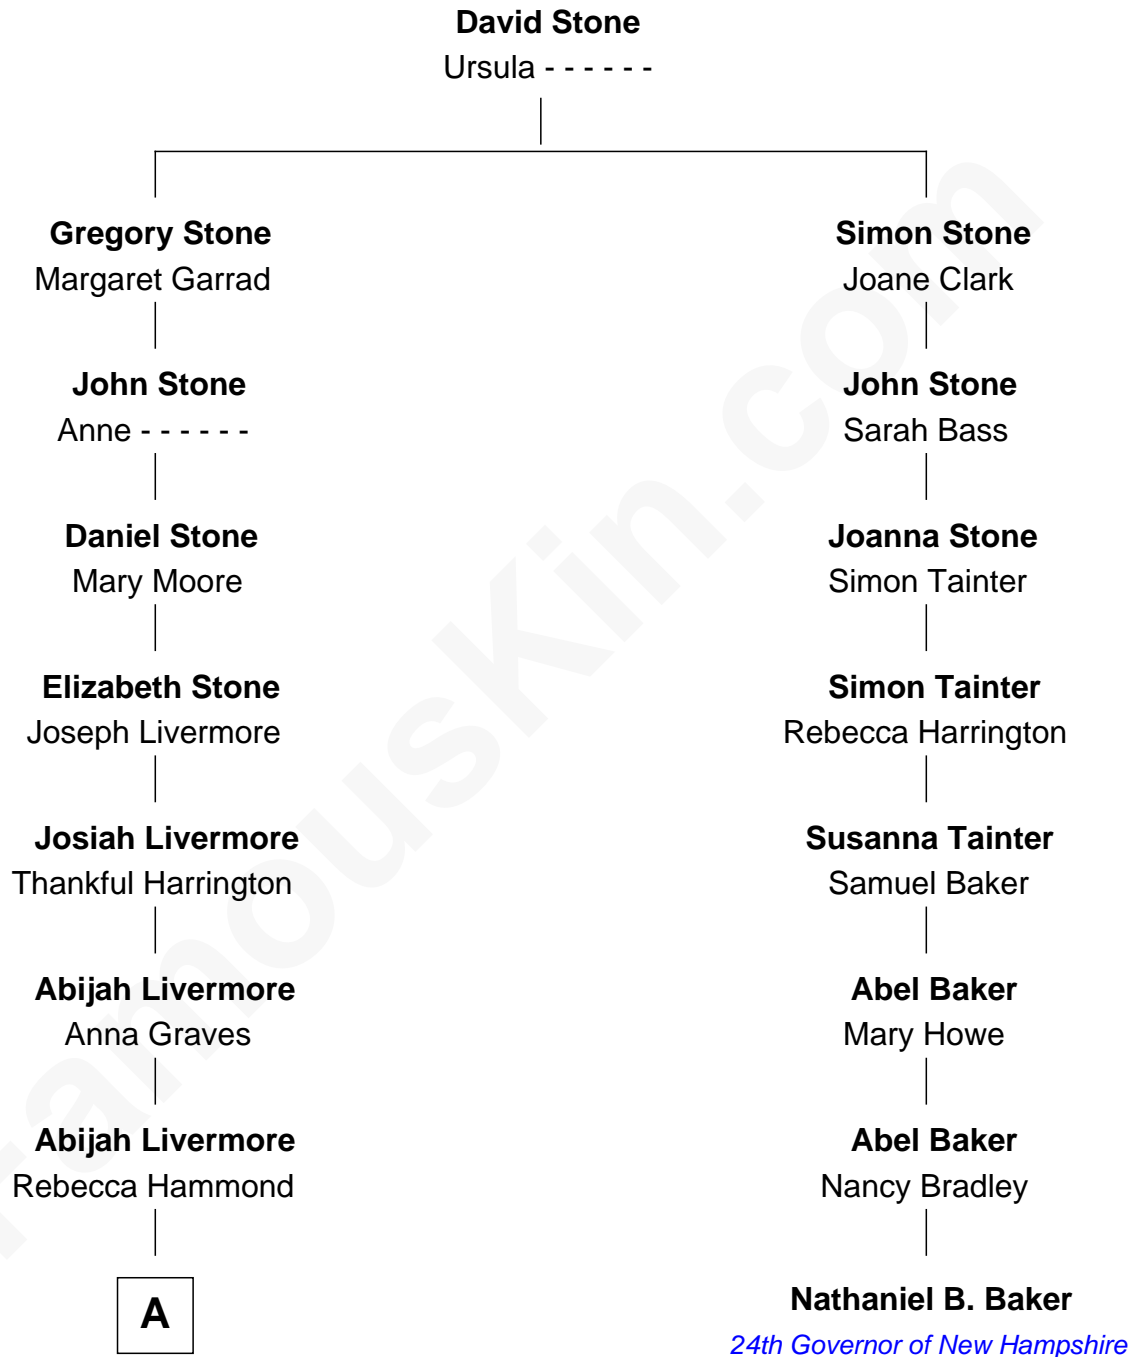 David Stone
Ursula - - - - - -
Gregory Stone
Margaret Garrad
Simon Stone
Joane Clark
John Stone
Anne - - - - - -
John Stone
Sarah Bass
Daniel Stone
Mary Moore
Joanna Stone
Simon Tainter
Elizabeth Stone
Joseph Livermore
Simon Tainter
Rebecca Harrington
Josiah Livermore
Thankful Harrington
Susanna Tainter
Samuel Baker
Abijah Livermore
Anna Graves
Abel Baker
Mary Howe
Abijah Livermore
Rebecca Hammond
Abel Baker
Nancy Bradley
A
Nathaniel B. Baker
24th Governor of New Hampshire
FamousKin.com